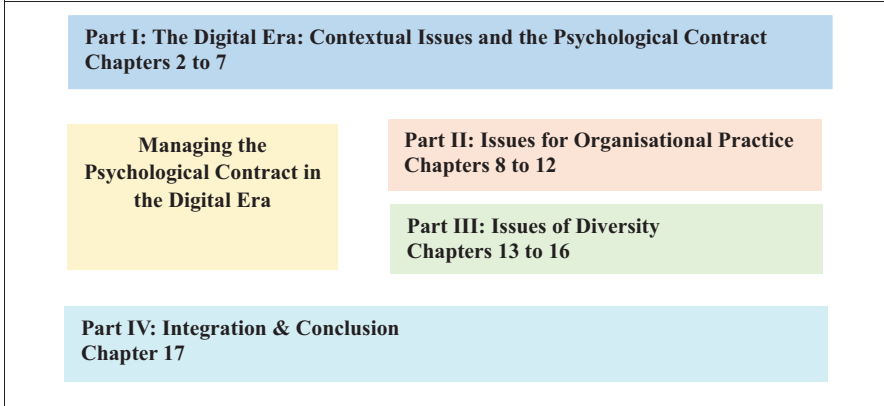 Part I: The Digital Era: Contextual Issues and the Psychological Contract
Chapters 2 to 7
Managing the
Psychological Contract in
the Digital Era
Part II: Issues for Organisational Practice
Chapters 8 to 12
Part III: Issues of Diversity
Chapters 13 to 16
Part IV: Integration & Conclusion
Chapter 17